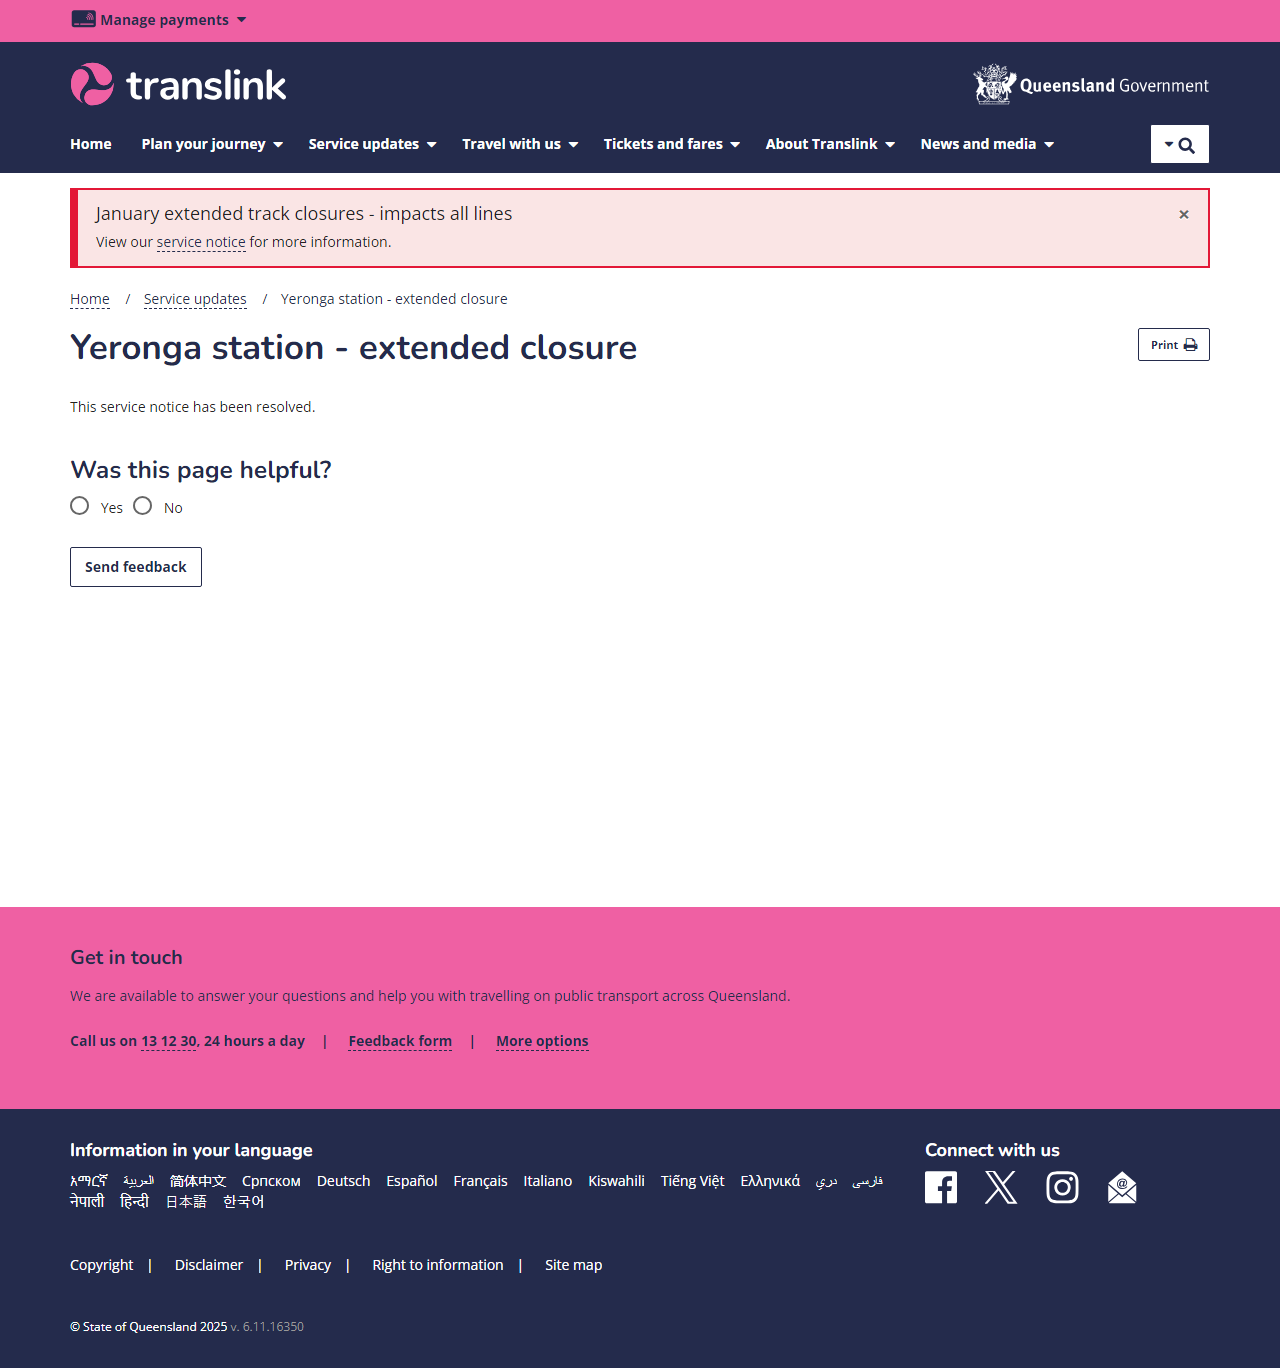 Manage payments
translink
Queensland Government
Home Plan your journey Service updates Travel with us Tickets and fares About Translink News and media
January extended track closures - impacts all lines ×
View our service notice for more information.
Home / Service updates / Yeronga station - extended closure
Yeronga station - extended closure
Print
This service notice has been resolved.
Was this page helpful?
Yes No
Send feedback
Get in touch
We are available to answer your questions and help you with travelling on public transport across Queensland.
Call us on 13 12 30, 24 hours a day | Feedback form | More options
Information in your language
አማርኛ العربية 简体中文 Српском Deutsch Español Français Italiano Kiswahili Tiếng Việt Ελληνικά دري فارسی
नेपाली हिन्दी 日本語 한국어
Connect with us
Copyright | Disclaimer | Privacy | Right to information | Site map
© State of Queensland 2025 v. 6.11.16350